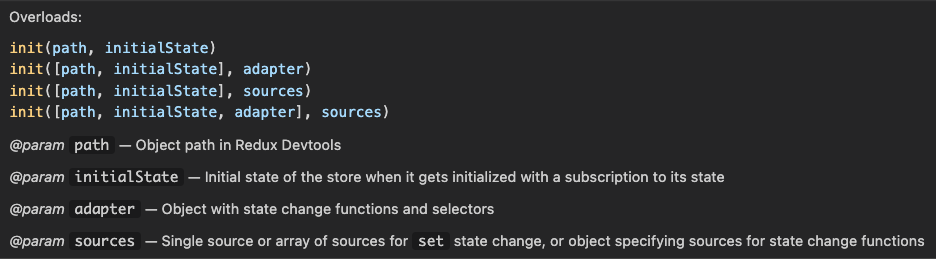 Overloads:
init(path, initialState)
init([path, initialState], adapter)
init([path, initialState], sources)
init([path, initialState, adapter], sources)
@param path — Object path in Redux Devtools
@param initialState — Initial state of the store when it gets initialized with a subscription to its state
@param adapter — Object with state change functions and selectors
@param sources — Single source or array of sources for set state change, or object specifying sources for state change functions